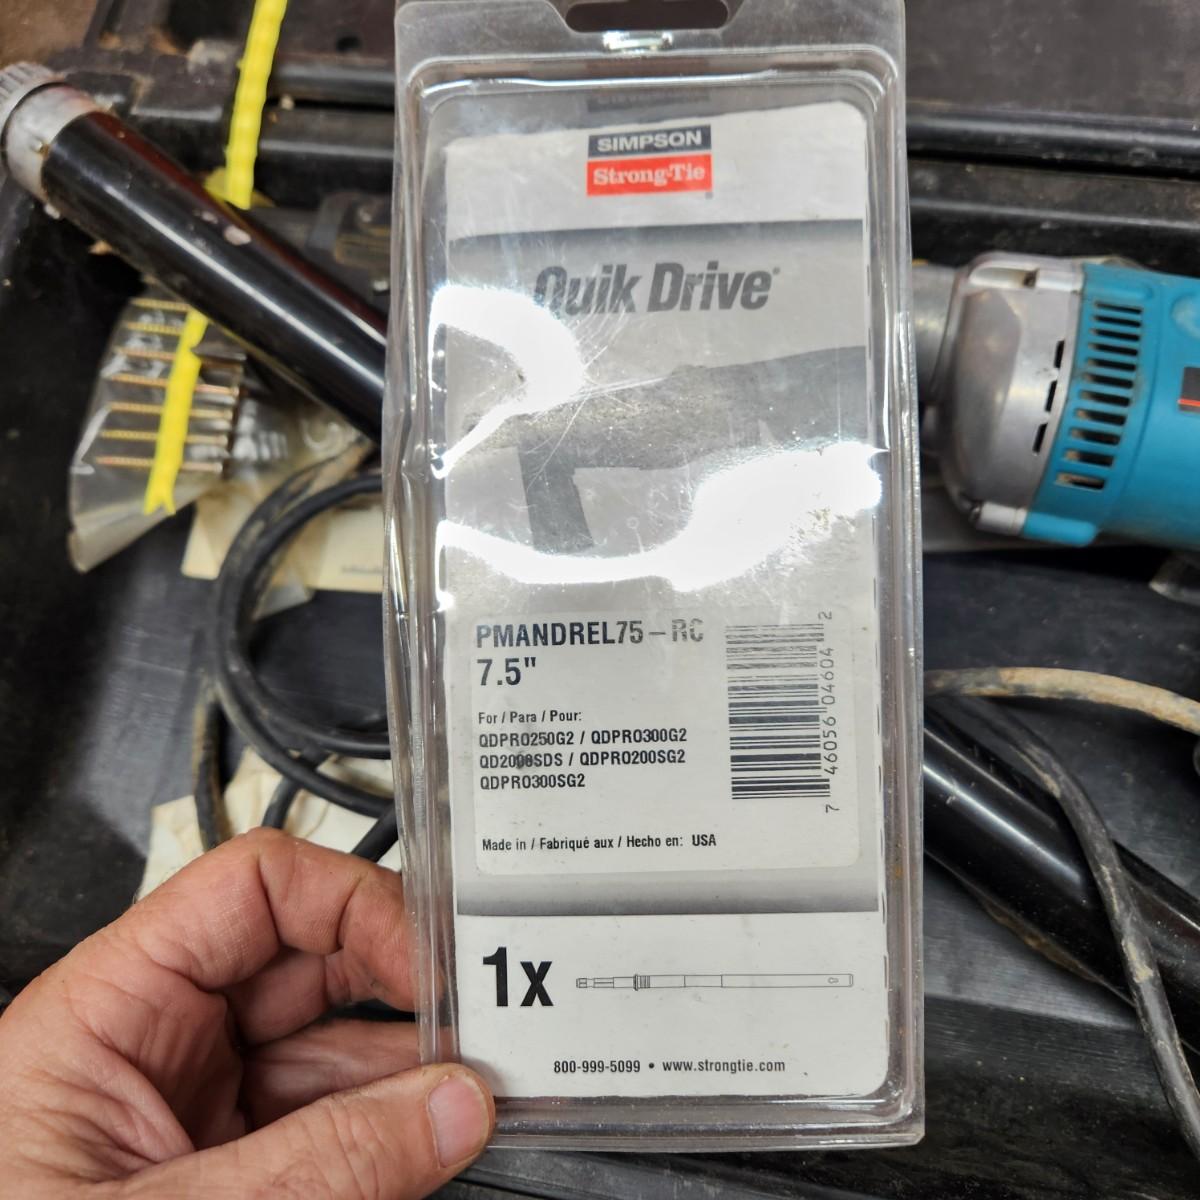 SIMPSON
Strong-Tie
®
Quik Drive®
PMANDREL75 – RC
7.5"
For / Para / Pour:
QDPRO250G2 / QDPRO300G2
QD2000SDS / QDPRO200SG2
QDPRO300SG2
7 46056 04604 2
Made in / Fabriqué aux / Hecho en: USA
1x
800-999-5099 • www.strongtie.com